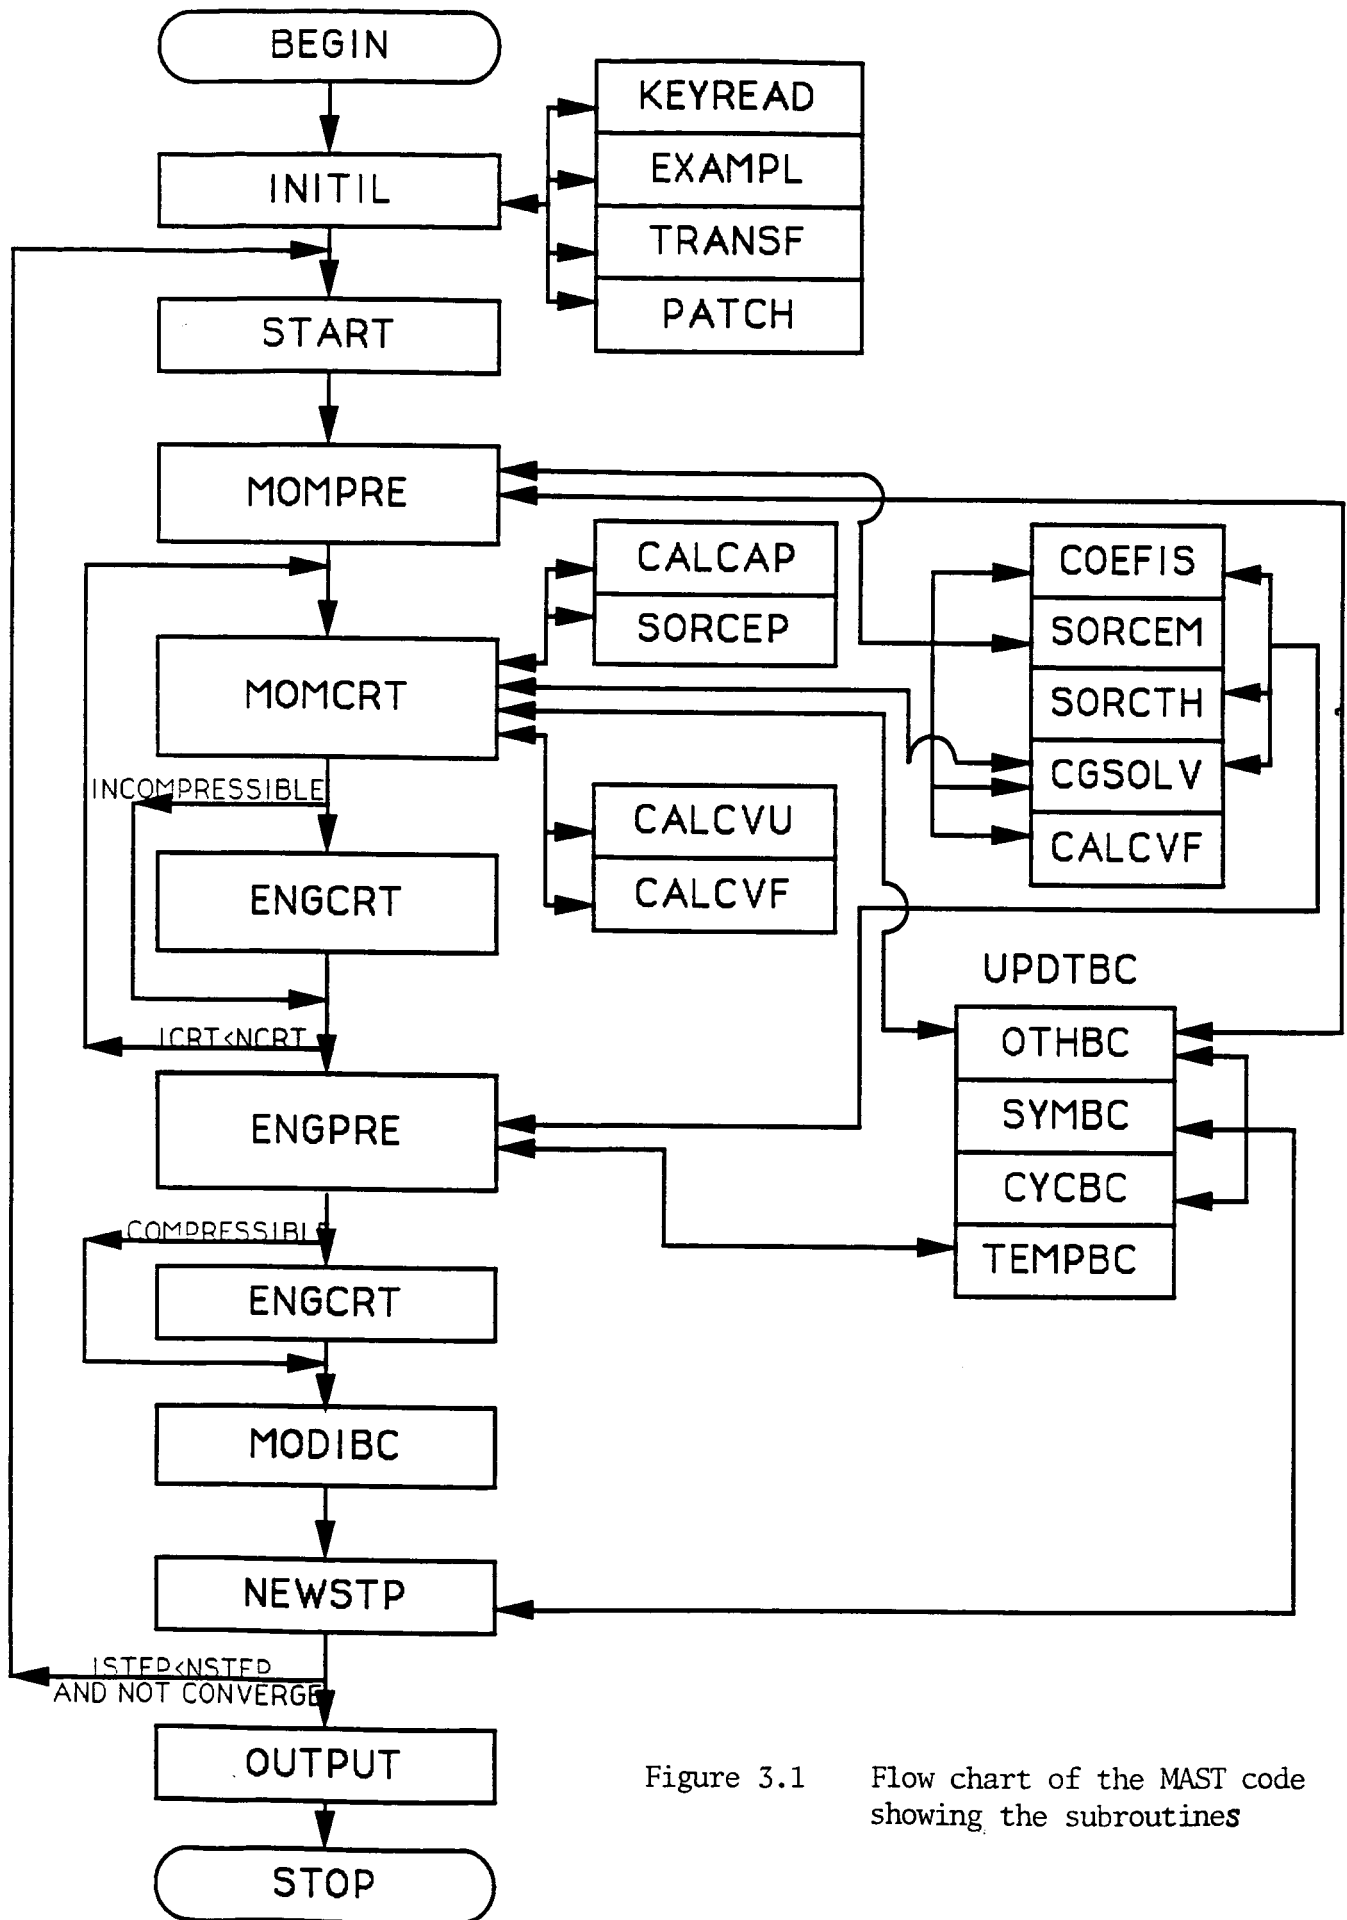 BEGIN
INITIL
KEYREAD
EXAMPL
TRANSF
PATCH
START
MOMPRE
CALCAP
SORCEP
COEFIS
SORCEM
SORCTH
CGSOLV
CALCVF
MOMCRT
INCOMPRESSIBLE
CALCVU
CALCVF
ENGCRT
ICRT<NCRT
UPDTBC
OTHBC
SYMBC
CYCBC
TEMPBC
ENGPRE
COMPRESSIBLE
ENGCRT
MODIBC
NEWSTP
ISTEP<NSTEP
AND NOT CONVERGE
OUTPUT
STOP
Figure 3.1 Flow chart of the MAST code
showing the subroutines